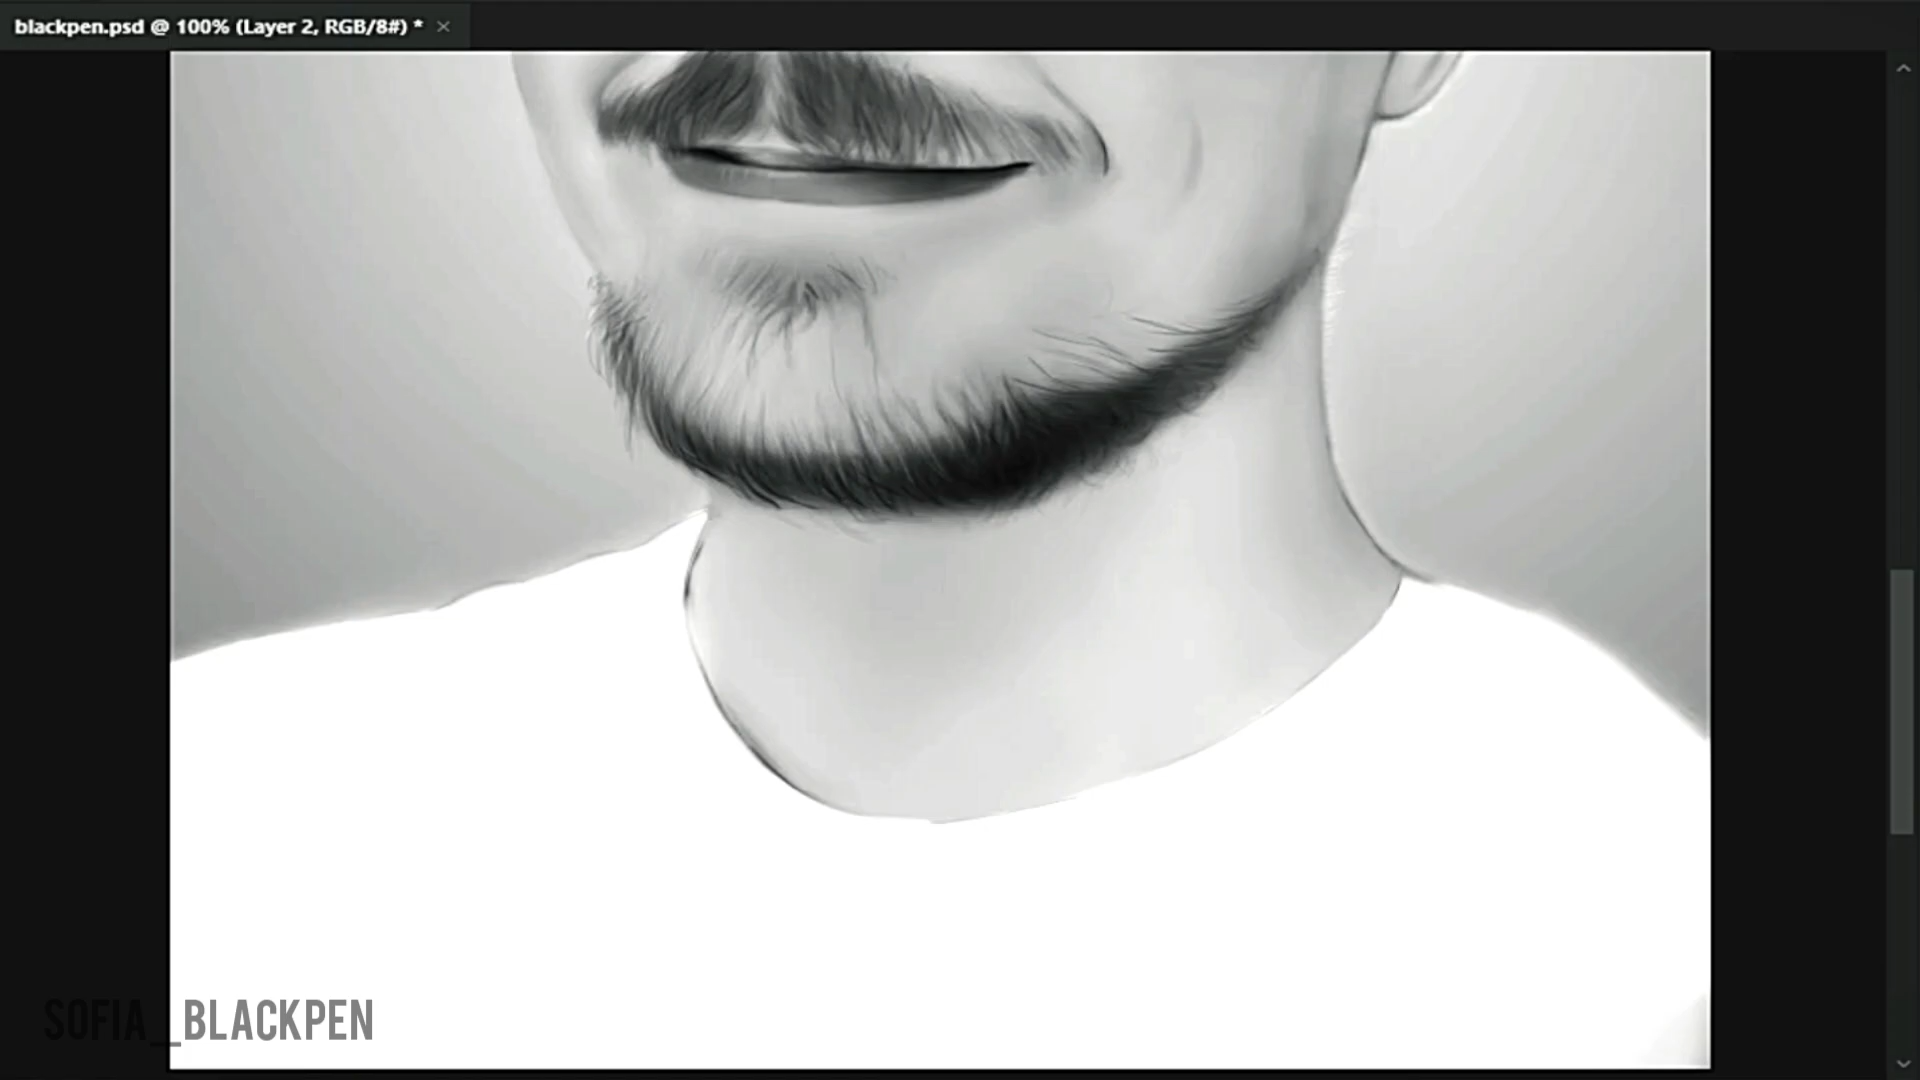 blackpen.psd @ 100% (Layer 2, RGB/8#) *
SOFIA_BLACKPEN